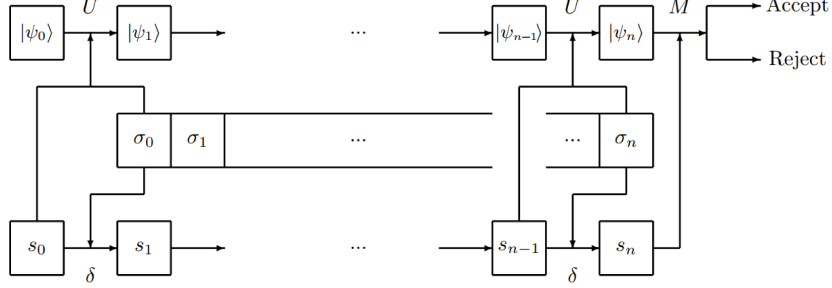 U U M
|ψ₀⟩ |ψ₁⟩ ... |ψₙ₋₁⟩ |ψₙ⟩ Accept
Reject
σ₀ σ₁ ... ... σₙ
s₀ s₁ ... sₙ₋₁ sₙ
δ δ